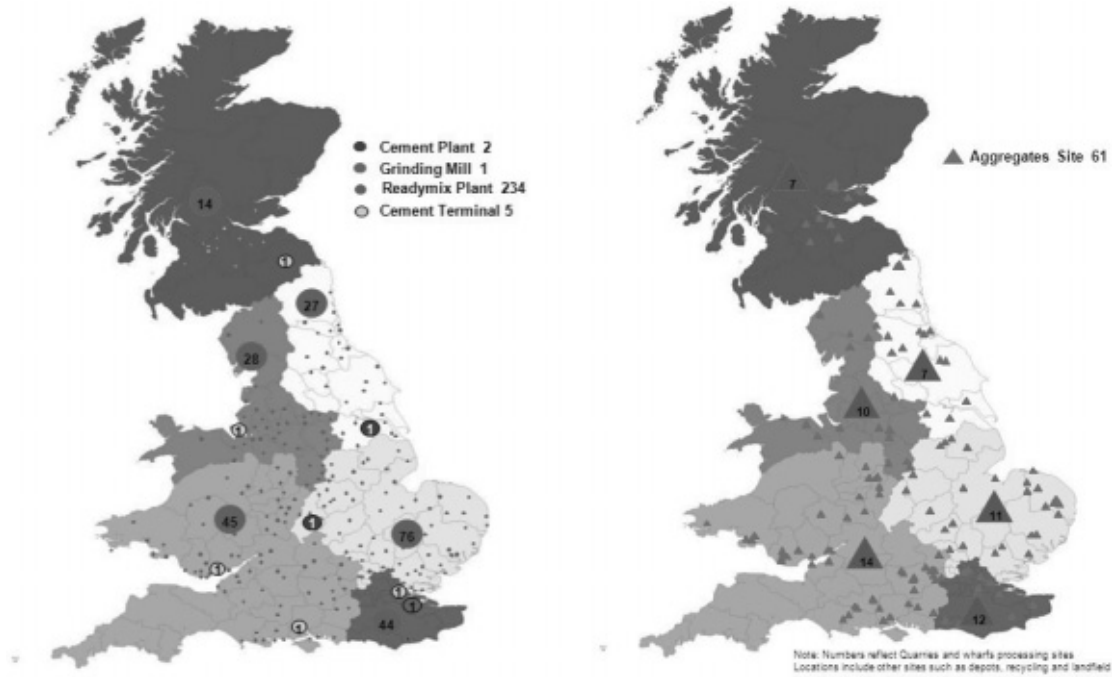 Cement Plant 2
Grinding Mill 1
Readymix Plant 234
Cement Terminal 5
14
1
27
28
1
1
45
1
76
1
1
1
44
1
Aggregates Site 61
7
7
10
11
14
12
Note: Numbers reflect Quarries and wharfs processing sites
Locations include other sites such as depots, recycling and landfield